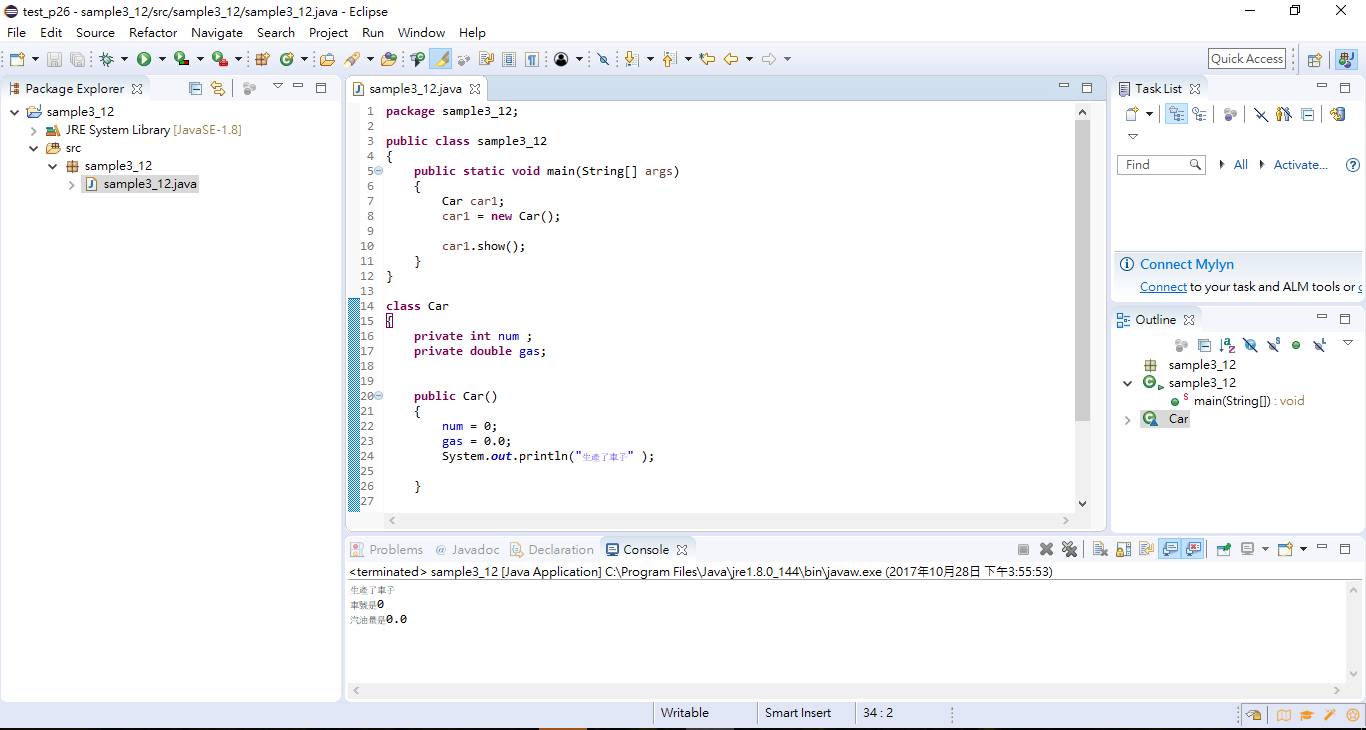 test_p26 - sample3_12/src/sample3_12/sample3_12.java - Eclipse
File Edit Source Refactor Navigate Search Project Run Window Help
Quick Access
Package Explorer
sample3_12
JRE System Library [JavaSE-1.8]
src
sample3_12
sample3_12.java
sample3_12.java
1 package sample3_12;
2
3 public class sample3_12
4 {
5 public static void main(String[] args)
6 {
7 Car car1;
8 car1 = new Car();
9
10 car1.show();
11 }
12 }
13
14 class Car
15 {
16 private int num ;
17 private double gas;
18
19
20 public Car()
21 {
22 num = 0;
23 gas = 0.0;
24 System.out.println("生產了車子" );
25
26 }
27
Task List
Find
All
Activate...
Connect Mylyn
Connect to your task and ALM tools or
Outline
sample3_12
sample3_12
main(String[]) : void
Car
Problems @ Javadoc Declaration Console
<terminated> sample3_12 [Java Application] C:\Program Files\Java\jre1.8.0_144\bin\javaw.exe (2017年10月28日 下午3:55:53)
生產了車子
車號是0
汽油量是0.0
Writable Smart Insert 34 : 2